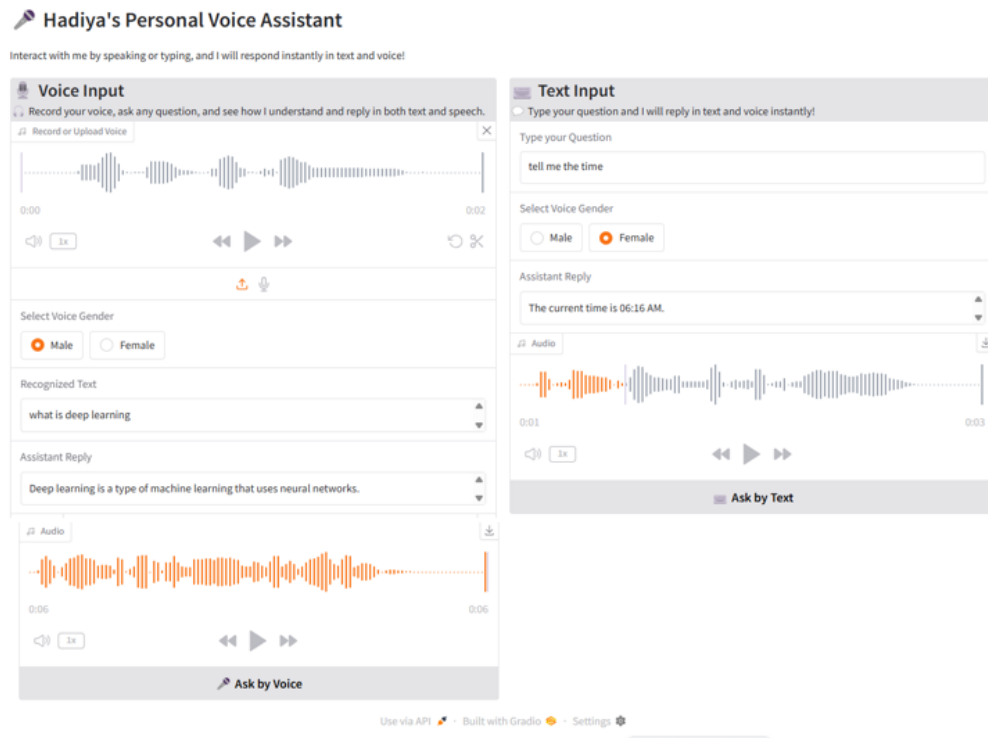 Hadiya's Personal Voice Assistant
Interact with me by speaking or typing, and I will respond instantly in text and voice!
Voice Input
Record your voice, ask any question, and see how I understand and reply in both text and speech.
Record or Upload Voice
0:00
0:02
1x
Select Voice Gender
Male
Female
Recognized Text
what is deep learning
Assistant Reply
Deep learning is a type of machine learning that uses neural networks.
Audio
0:06
0:06
1x
Ask by Voice
Text Input
Type your question and I will reply in text and voice instantly!
Type your Question
tell me the time
Select Voice Gender
Male
Female
Assistant Reply
The current time is 06:16 AM.
Audio
0:01
0:03
1x
Ask by Text
Use via API · Built with Gradio · Settings